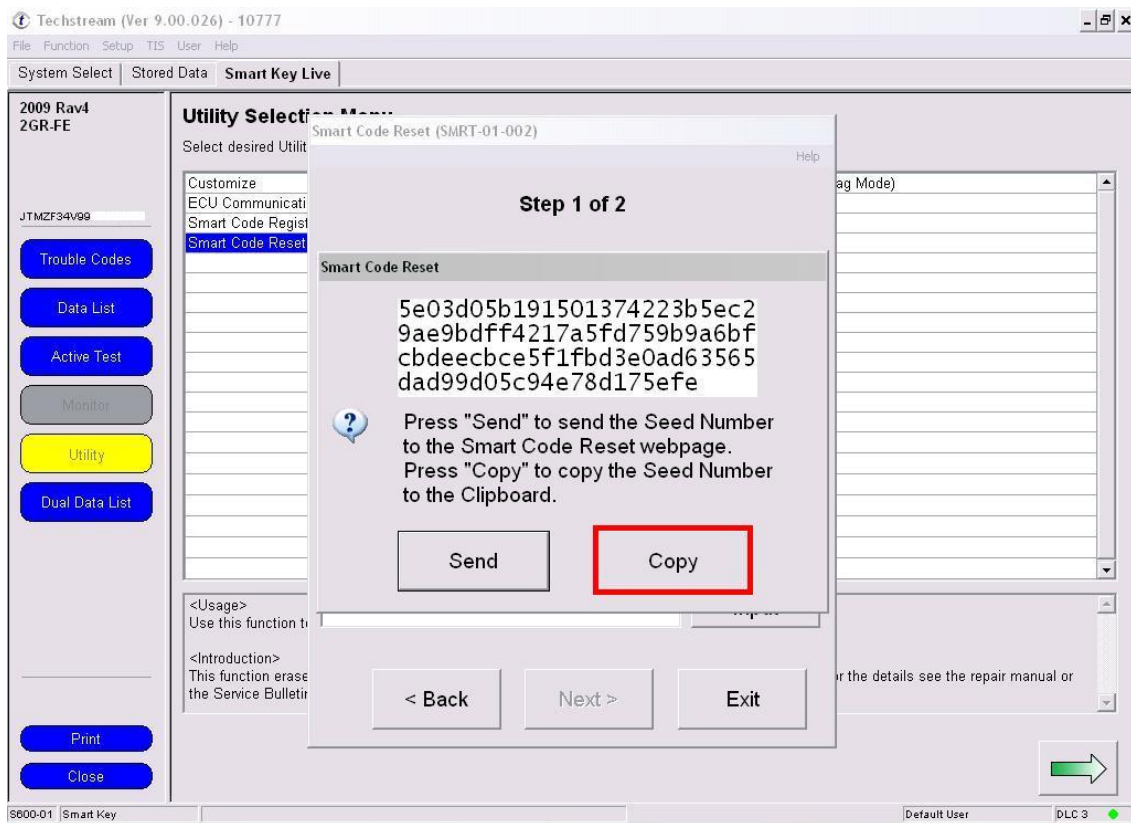 Techstream (Ver 9.00.026) - 10777
File Function Setup TIS User Help
System Select Stored Data Smart Key Live
2009 Rav4
2GR-FE
JTMZF34V99
Trouble Codes
Data List
Active Test
Monitor
Utility
Dual Data List
Print
Close
Utility Selection Menu
Select desired Utilit
Customize
ag Mode)
ECU Communicati
Smart Code Regist
Smart Code Reset
Smart Code Reset (SMRT-01-002)
Help
Step 1 of 2
Smart Code Reset
5e03d05b191501374223b5ec2
9ae9bdff4217a5fd759b9a6bf
cbdeecbce5f1fbd3e0ad63565
dad99d05c94e78d175efe
Press "Send" to send the Seed Number
to the Smart Code Reset webpage.
Press "Copy" to copy the Seed Number
to the Clipboard.
Send Copy
< Back Next > Exit
<Usage>
Use this function t
<Introduction>
This function erase
or the details see the repair manual or
the Service Bulletin
S600-01 Smart Key Default User DLC 3